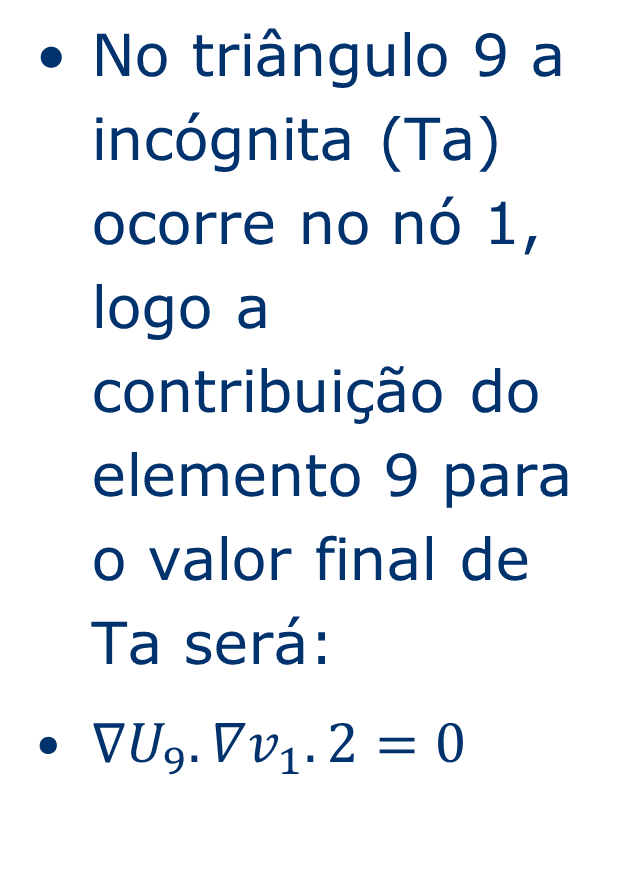 • No triângulo 9 a
incógnita (Ta)
ocorre no nó 1,
logo a
contribuição do
elemento 9 para
o valor final de
Ta será:
• ∇U₉.∇v₁.2 = 0